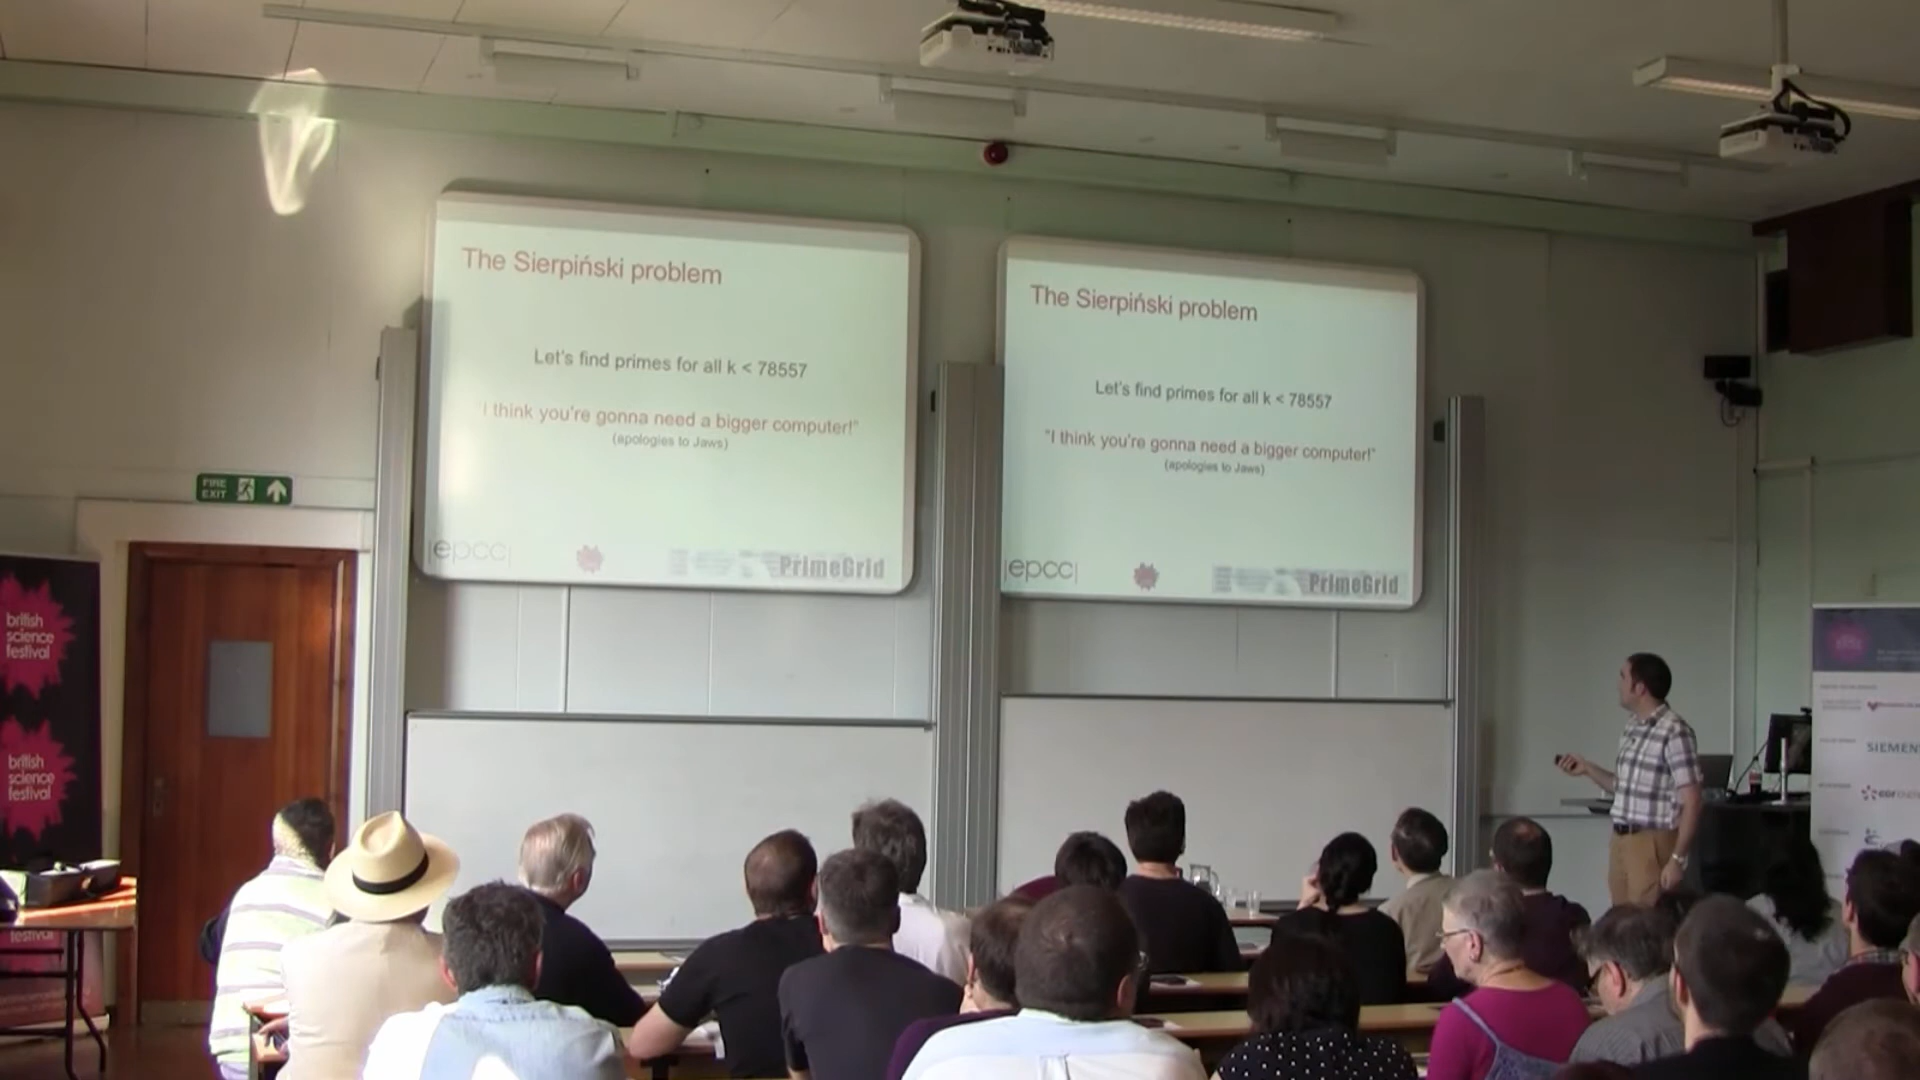 The Sierpiński problem
Let's find primes for all k < 78557
"I think you're gonna need a bigger computer!"
(apologies to Jaws)
|epcc|
PrimeGrid
The Sierpiński problem
Let's find primes for all k < 78557
"I think you're gonna need a bigger computer!"
(apologies to Jaws)
|epcc|
PrimeGrid
FIRE
EXIT
british
science
festival
british
science
festival
festival
SIEMEN